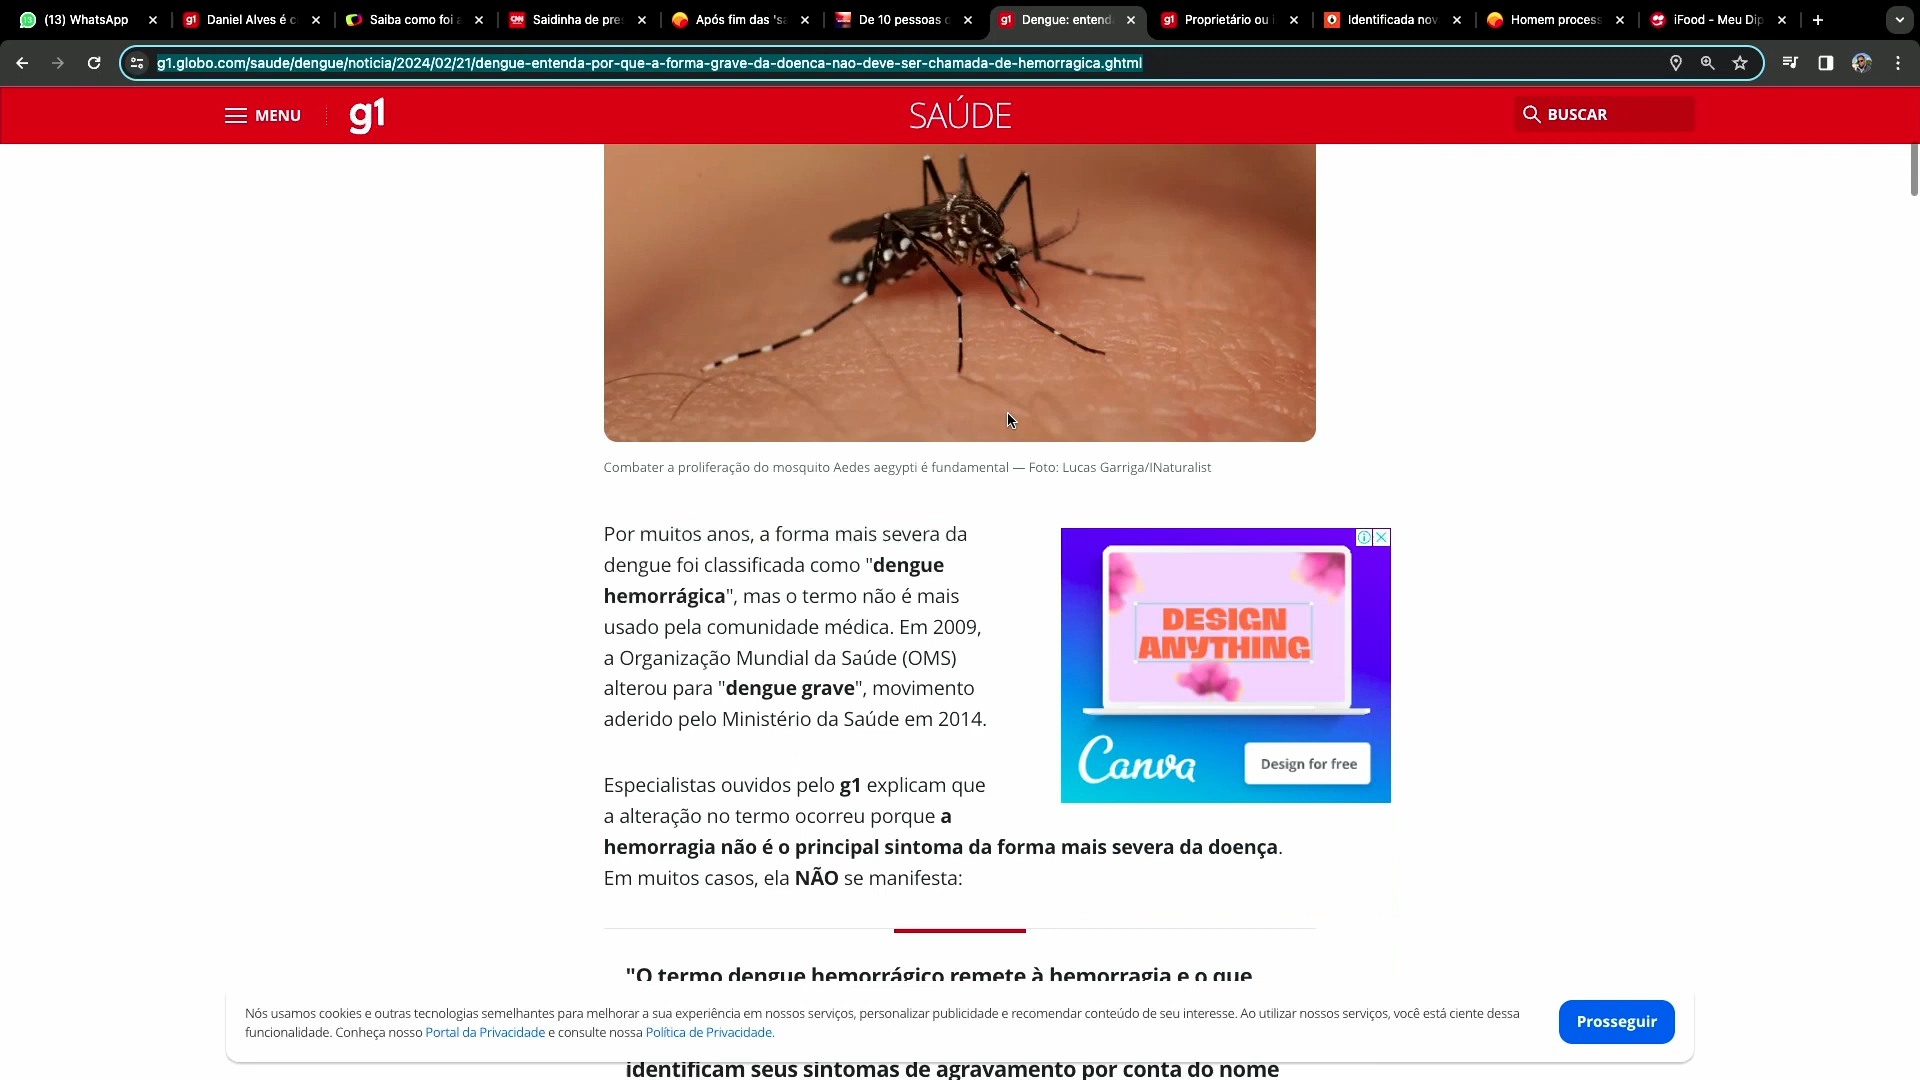 (13) WhatsApp
Daniel Alves é c
Saiba como foi a
Saidinha de pres
Após fim das 'sa
De 10 pessoas c
Dengue: entenda
Proprietário ou i
Identificada nov
Homem process
iFood - Meu Dip
g1.globo.com/saude/dengue/noticia/2024/02/21/dengue-entenda-por-que-a-forma-grave-da-doenca-nao-deve-ser-chamada-de-hemorragica.ghtml
MENU
g1
SAÚDE
BUSCAR
Combater a proliferação do mosquito Aedes aegypti é fundamental — Foto: Lucas Garriga/INaturalist
Por muitos anos, a forma mais severa da
dengue foi classificada como "dengue
hemorrágica", mas o termo não é mais
usado pela comunidade médica. Em 2009,
a Organização Mundial da Saúde (OMS)
alterou para "dengue grave", movimento
aderido pelo Ministério da Saúde em 2014.
DESIGN
ANYTHING
Canva
Design for free
Especialistas ouvidos pelo g1 explicam que
a alteração no termo ocorreu porque a
hemorragia não é o principal sintoma da forma mais severa da doença.
Em muitos casos, ela NÃO se manifesta:
"O termo dengue hemorrágico remete à hemorragia e o que
Nós usamos cookies e outras tecnologias semelhantes para melhorar a sua experiência em nossos serviços, personalizar publicidade e recomendar conteúdo de seu interesse. Ao utilizar nossos serviços, você está ciente dessa
funcionalidade. Conheça nosso Portal da Privacidade e consulte nossa Política de Privacidade.
Prosseguir
identificam seus sintomas de agravamento por conta do nome